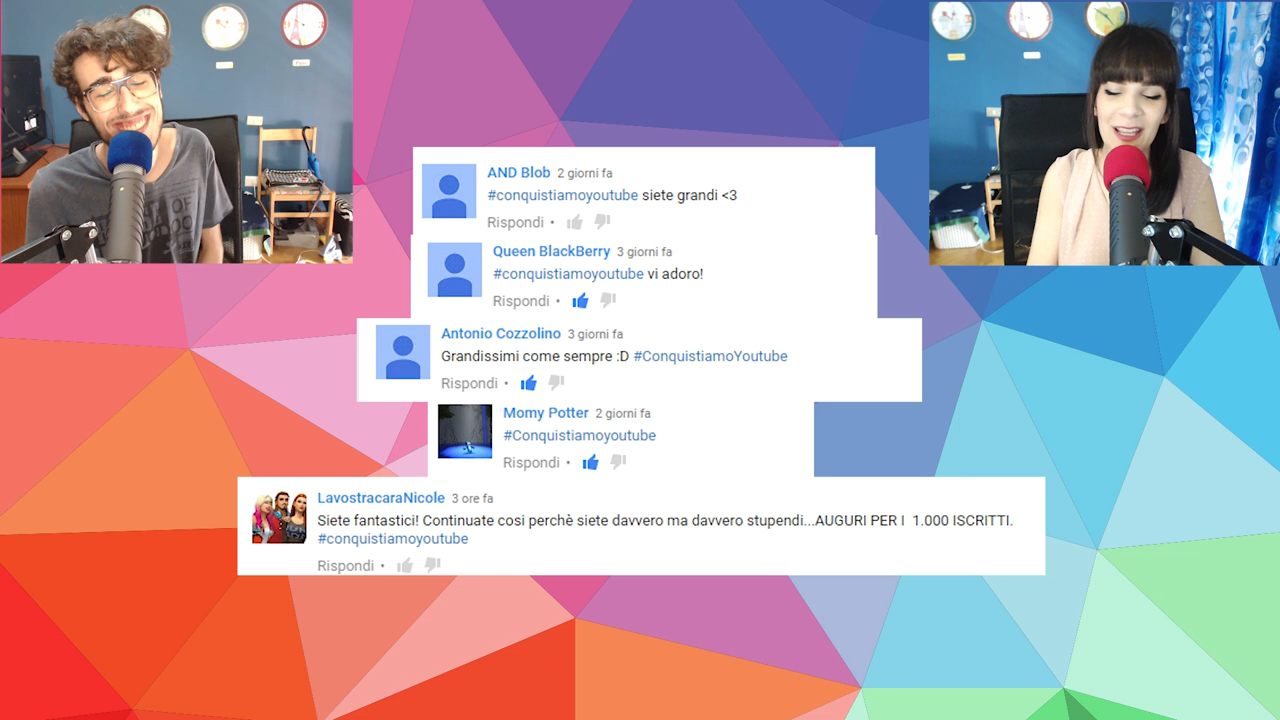 AND Blob 2 giorni fa
#conquistiamoyoutube siete grandi <3
Rispondi •
Queen BlackBerry 3 giorni fa
#conquistiamoyoutube vi adoro!
Rispondi •
Antonio Cozzolino 3 giorni fa
Grandissimi come sempre :D #ConquistiamoYoutube
Rispondi •
Momy Potter 2 giorni fa
#Conquistiamoyoutube
Rispondi •
LavostracaraNicole 3 ore fa
Siete fantastici! Continuate cosi perchè siete davvero ma davvero stupendi...AUGURI PER I 1.000 ISCRITTI.
#conquistiamoyoutube
Rispondi •